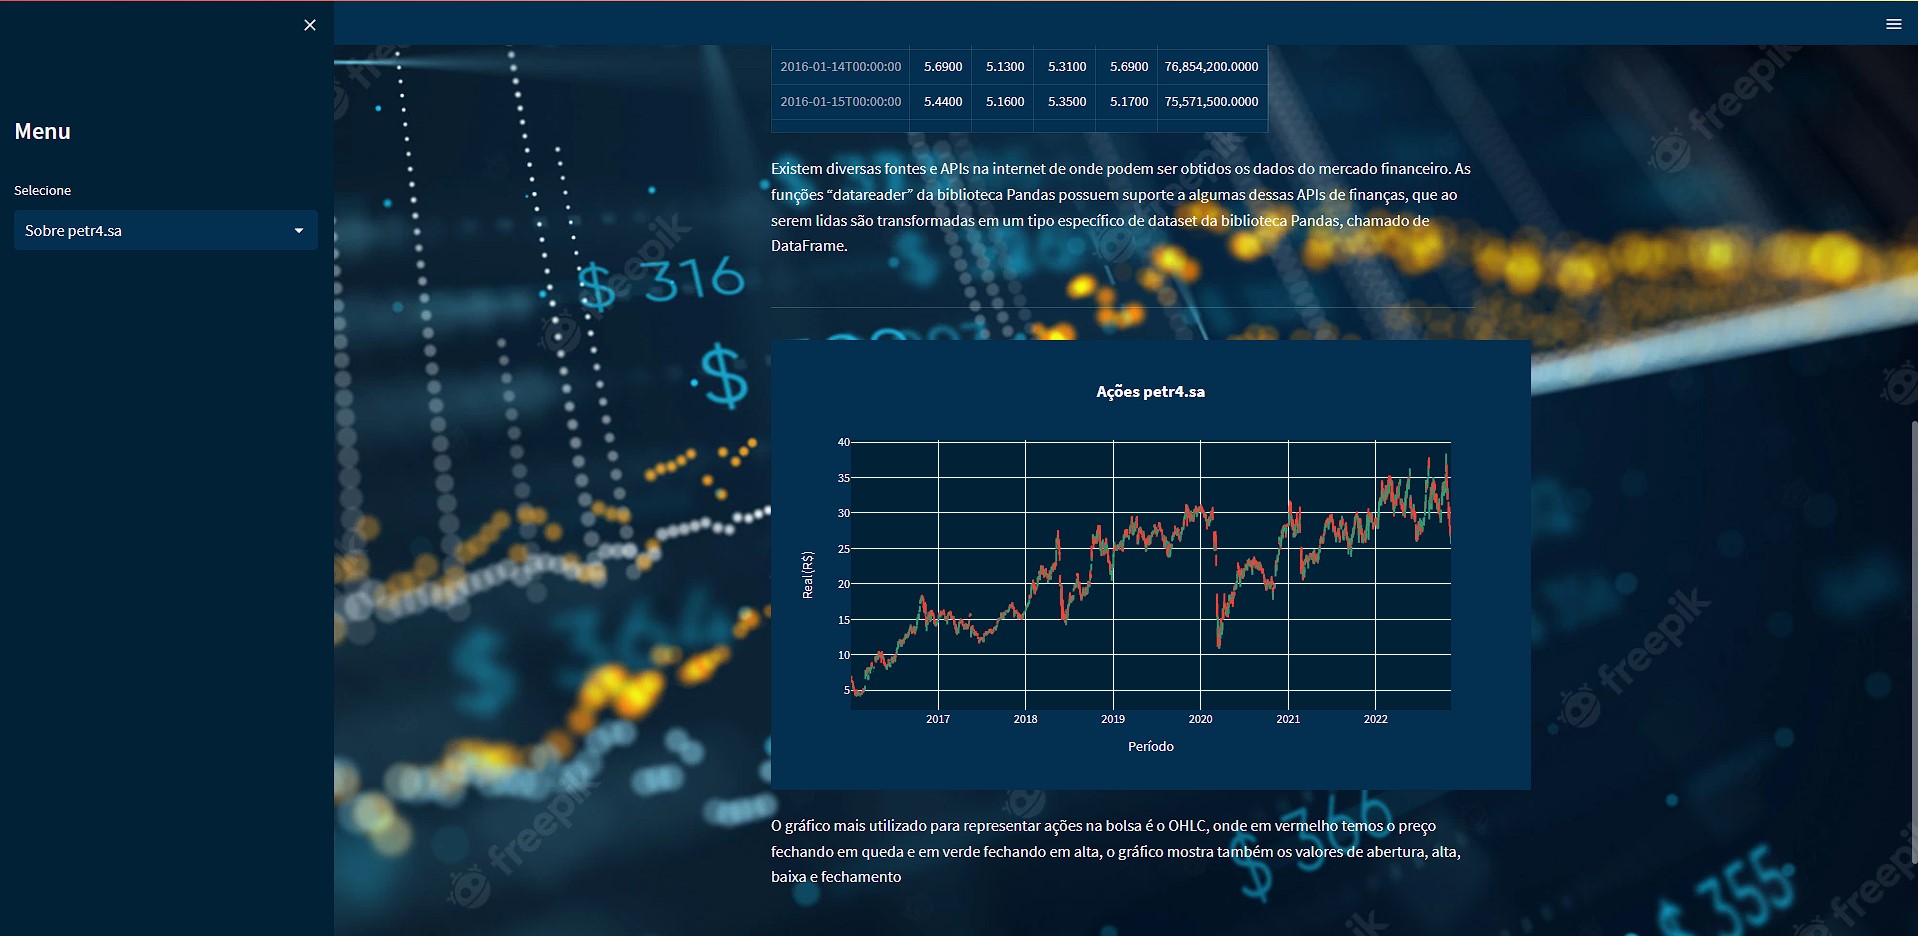 Menu
Selecione
Sobre petr4.sa
2016-01-14T00:00:00 5.6900 5.1300 5.3100 5.6900 76,854,200.0000
2016-01-15T00:00:00 5.4400 5.1600 5.3500 5.1700 75,571,500.0000
Existem diversas fontes e APIs na internet de onde podem ser obtidos os dados do mercado financeiro. As
funções “datareader” da biblioteca Pandas possuem suporte a algumas dessas APIs de finanças, que ao
serem lidas são transformadas em um tipo específico de dataset da biblioteca Pandas, chamado de
DataFrame.
$ 316
$
$ 364
Ações petr4.sa
40
35
30
25
20
15
10
5
Real(R$)
2017 2018 2019 2020 2021 2022
Período
O gráfico mais utilizado para representar ações na bolsa é o OHLC, onde em vermelho temos o preço
fechando em queda e em verde fechando em alta, o gráfico mostra também os valores de abertura, alta,
baixa e fechamento
$ 366
$ 355
freepik
freepik
freepik
freepik
freepik
freepik